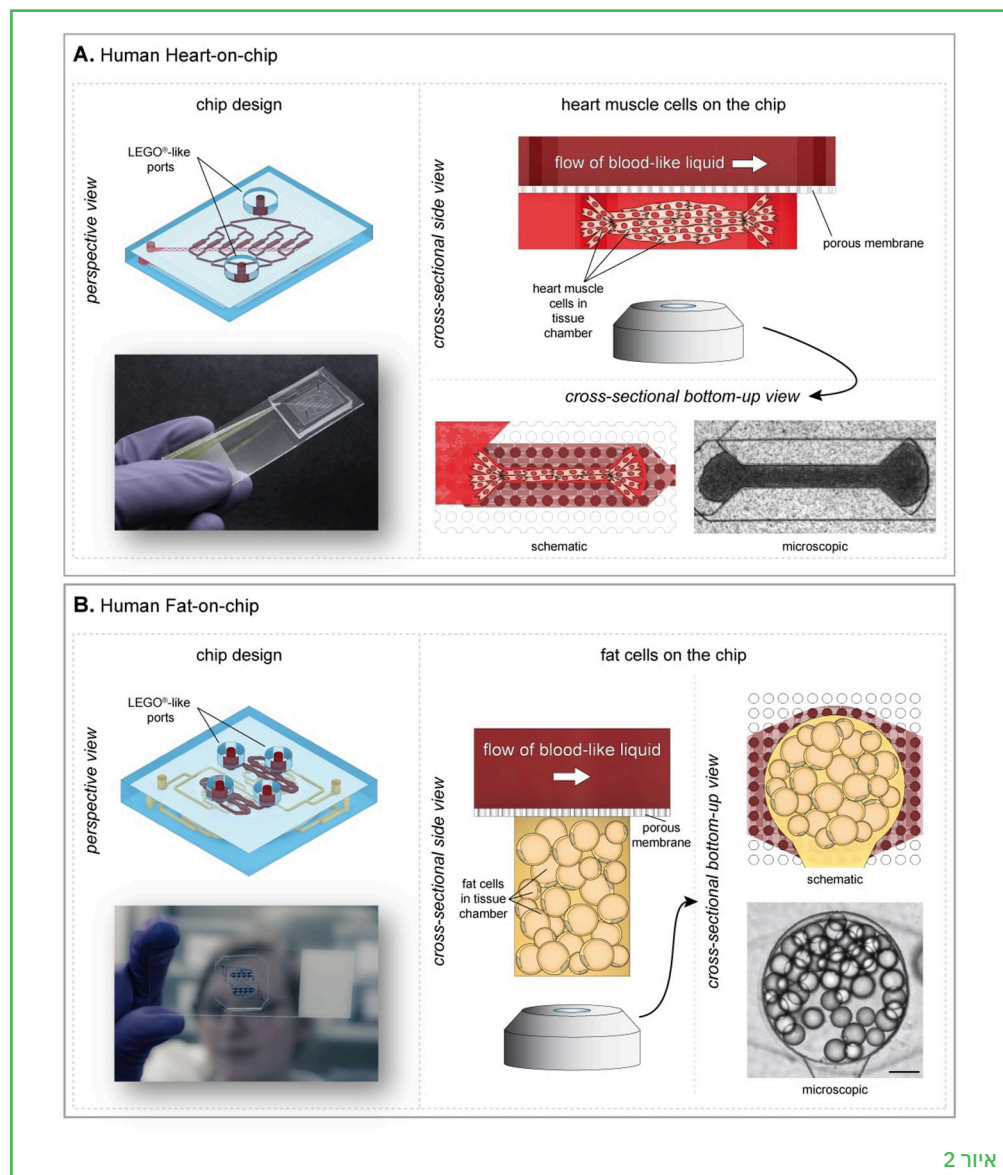 A. Human Heart-on-chip
chip design
LEGO®-like
ports
perspective view
heart muscle cells on the chip
cross-sectional side view
flow of blood-like liquid
porous membrane
heart muscle
cells in
tissue
chamber
cross-sectional bottom-up view
schematic
microscopic
B. Human Fat-on-chip
chip design
LEGO®-like
ports
perspective view
fat cells on the chip
cross-sectional side view
flow of blood-like liquid
porous
membrane
fat cells
in tissue
chamber
cross-sectional bottom-up view
schematic
microscopic
איור 2